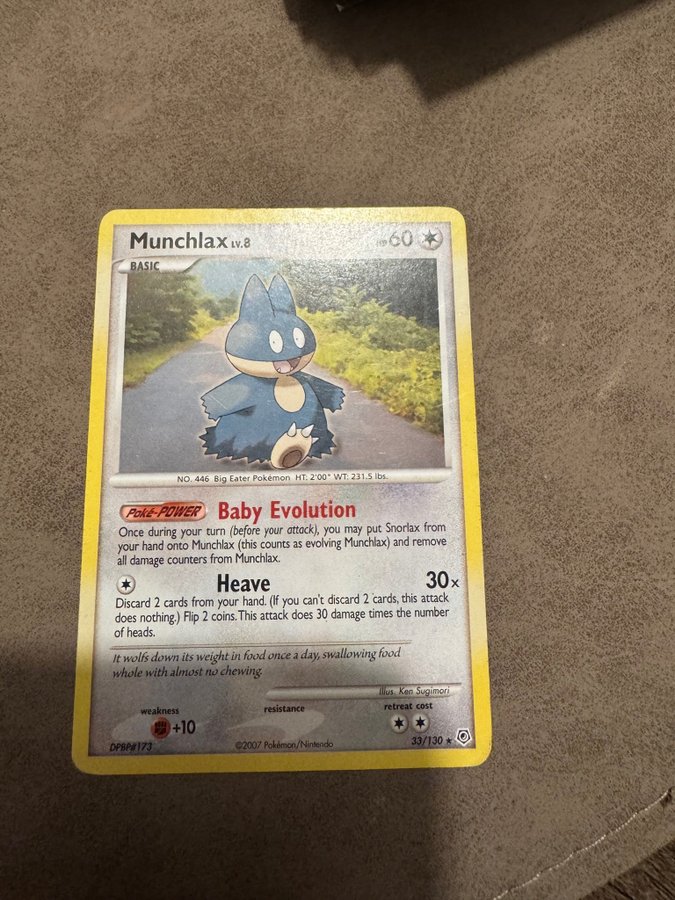 Munchlax LV.8 HP 60
BASIC
NO. 446 Big Eater Pokémon HT: 2'00" WT: 231.5 lbs.
Poké-POWER Baby Evolution
Once during your turn (before your attack), you may put Snorlax from
your hand onto Munchlax (this counts as evolving Munchlax) and remove
all damage counters from Munchlax.
Heave 30x
Discard 2 cards from your hand. (If you can't discard 2 cards, this attack
does nothing.) Flip 2 coins. This attack does 30 damage times the number
of heads.
It wolfs down its weight in food once a day, swallowing food
whole with almost no chewing.
Illus. Ken Sugimori
weakness resistance retreat cost
+10
DPBP#173 ©2007 Pokémon/Nintendo 33/130 ★